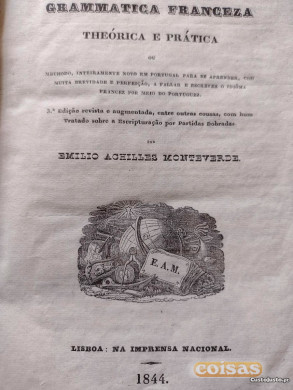 GRAMMATICA FRANCEZA
THEÓRICA E PRÁTICA
OU
METHODO, INTEIRAMENTE NOVO EM PORTUGAL PARA SE APRENDER, COM
MUITA BREVIDADE E PERFEIÇÃO, A FALLAR E ESCREVER O IDIOMA
FRANCEZ POR MEIO DO PORTUGUEZ.
3.ª Edição revista e augmentada, entre outras cousas, com hum
Tratado sobre a Escripturação por Partidas Dobradas
POR
EMILIO ACHILLES MONTEVERDE.
E. A. M.
LISBOA: NA IMPRENSA NACIONAL.
1844.
coisas